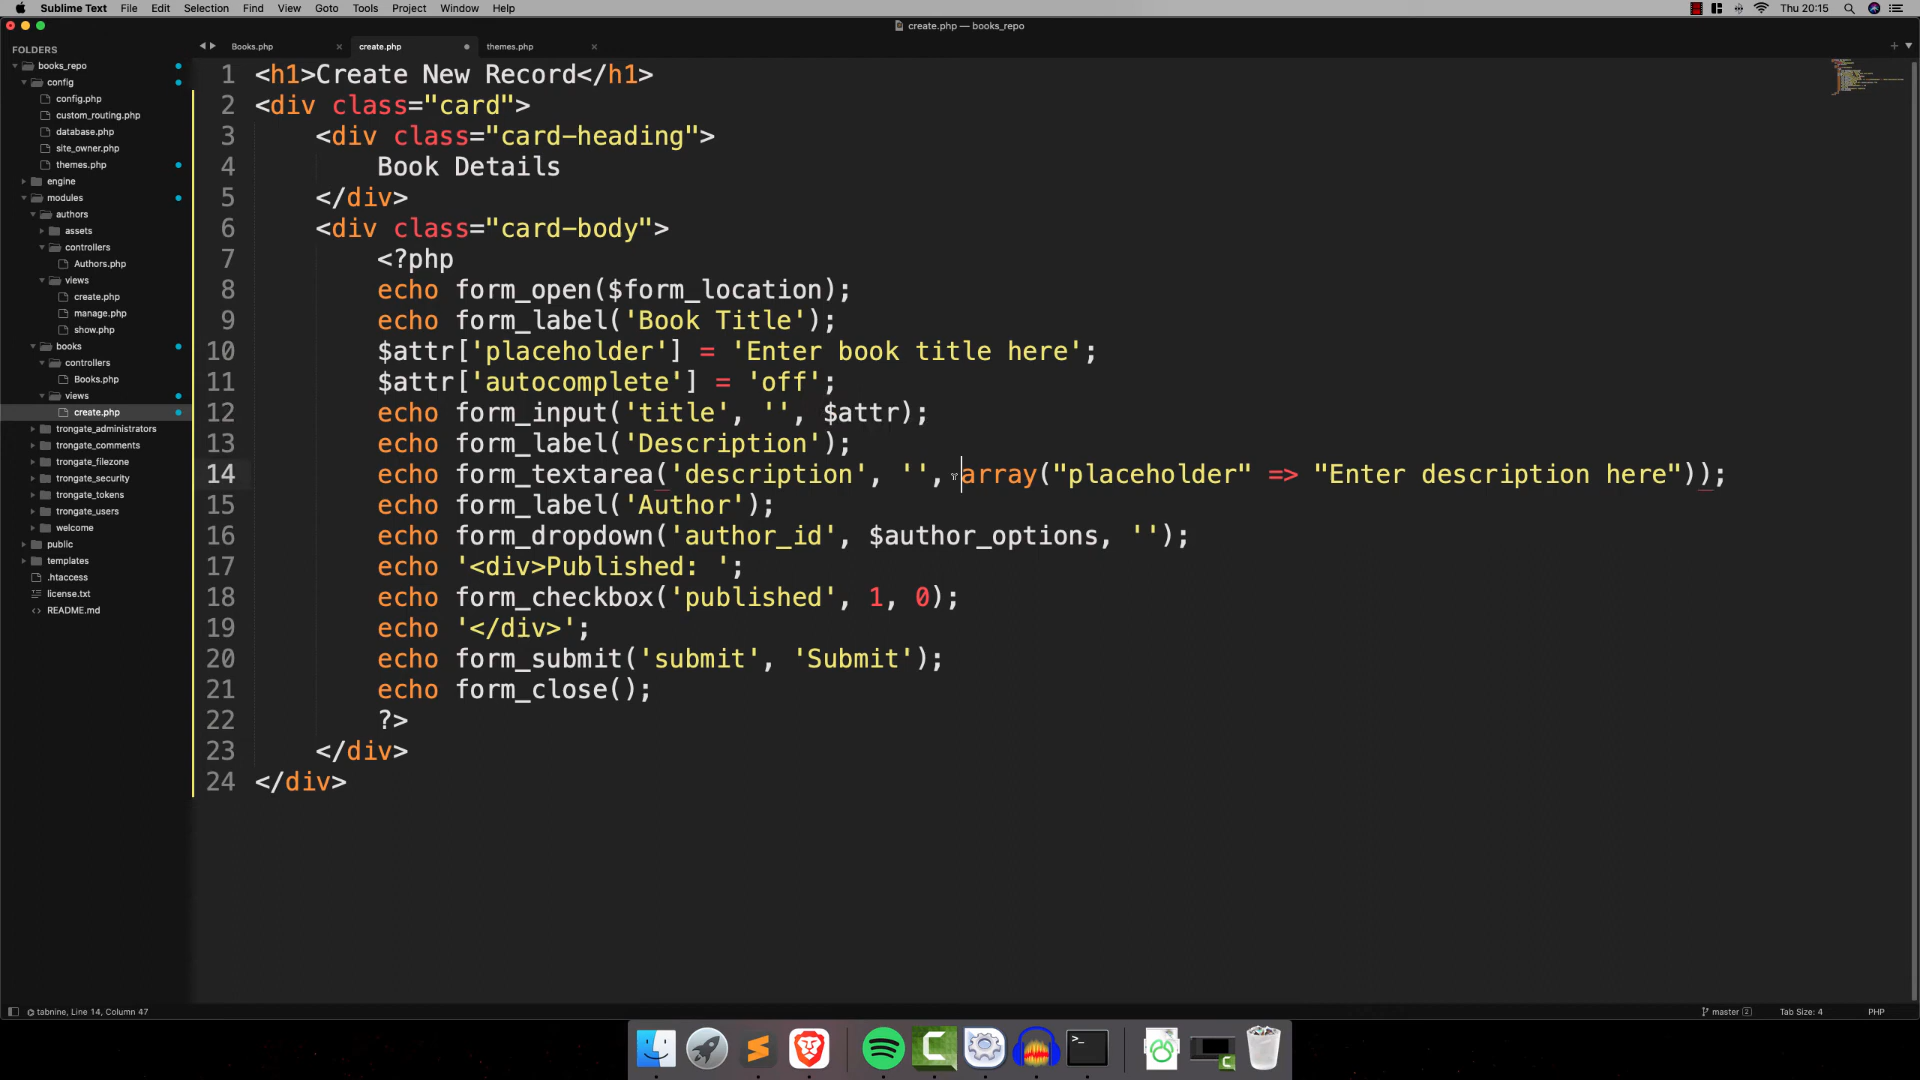 Sublime Text File Edit Selection Find View Goto Tools Project Window Help Thu 20:15
create.php — books_repo
FOLDERS
books_repo
config
config.php
custom_routing.php
database.php
site_owner.php
themes.php
engine
modules
authors
assets
controllers
Authors.php
views
create.php
manage.php
show.php
books
controllers
Books.php
views
create.php
trongate_administrators
trongate_comments
trongate_filezone
trongate_security
trongate_tokens
trongate_users
welcome
public
templates
.htaccess
license.txt
README.md
Books.php create.php themes.php
1 <h1>Create New Record</h1>
2 <div class="card">
3 <div class="card-heading">
4 Book Details
5 </div>
6 <div class="card-body">
7 <?php
8 echo form_open($form_location);
9 echo form_label('Book Title');
10 $attr['placeholder'] = 'Enter book title here';
11 $attr['autocomplete'] = 'off';
12 echo form_input('title', '', $attr);
13 echo form_label('Description');
14 echo form_textarea('description', '', array("placeholder" => "Enter description here"));
15 echo form_label('Author');
16 echo form_dropdown('author_id', $author_options, '');
17 echo '<div>Published: ';
18 echo form_checkbox('published', 1, 0);
19 echo '</div>';
20 echo form_submit('submit', 'Submit');
21 echo form_close();
22 ?>
23 </div>
24 </div>
tabnine, Line 14, Column 47 master 2 Tab Size: 4 PHP